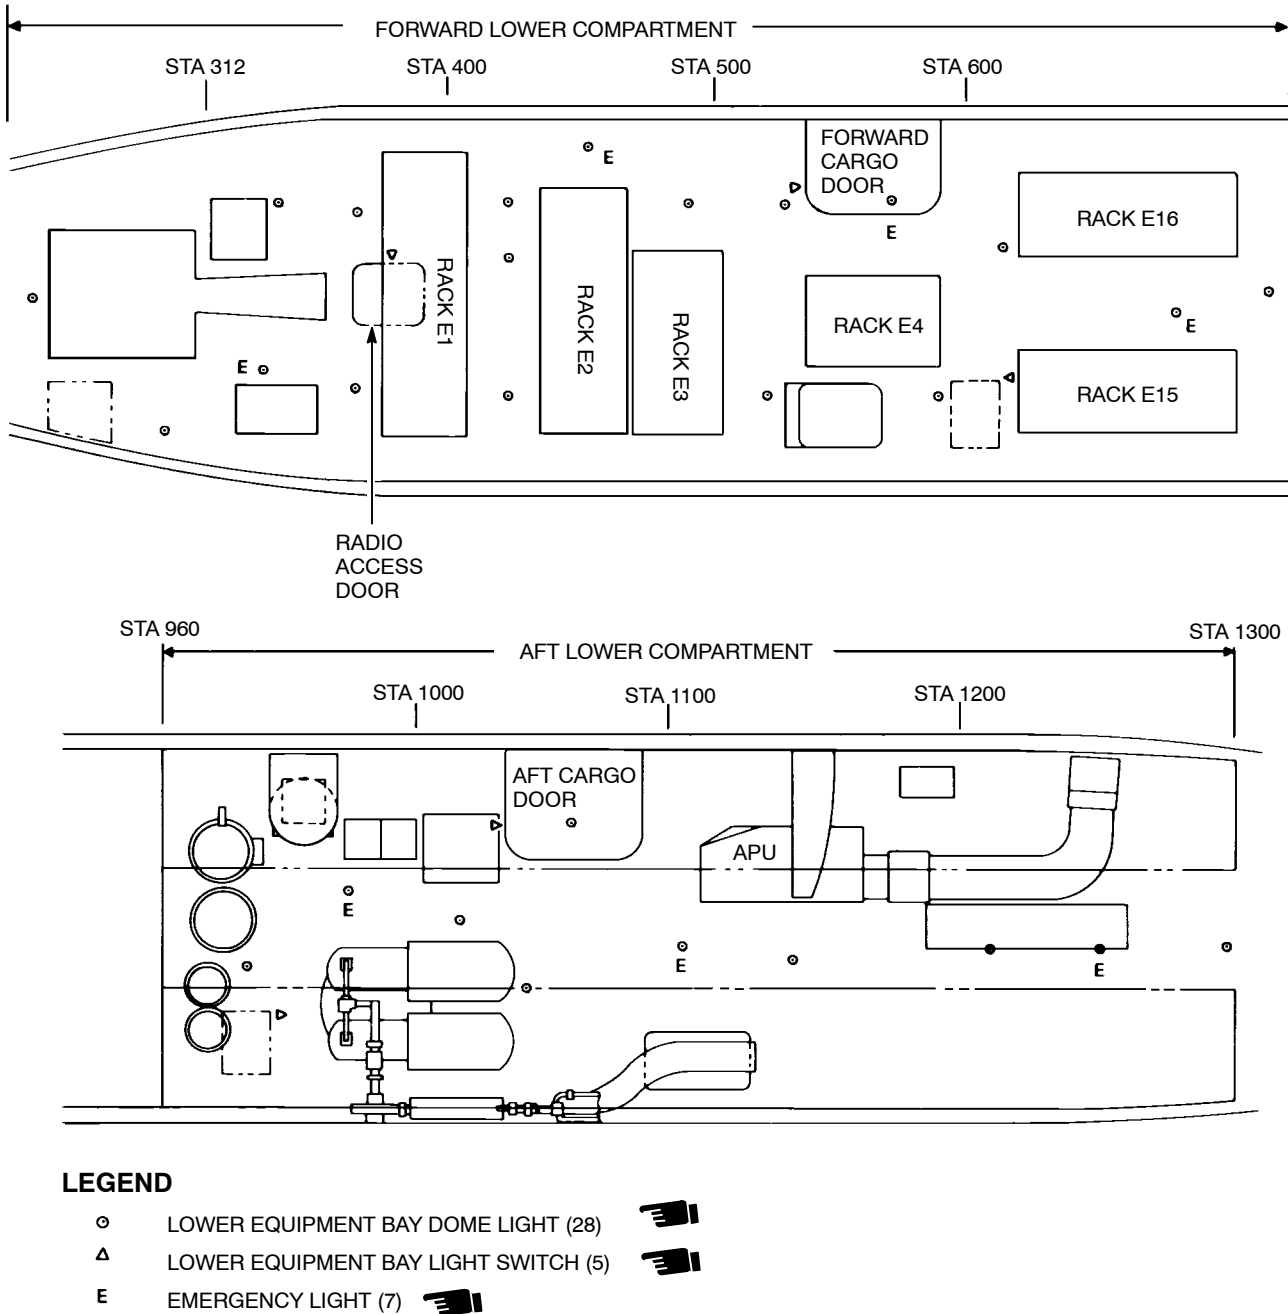 FORWARD LOWER COMPARTMENT
STA 312
STA 400
STA 500
STA 600
FORWARD
CARGO
DOOR
E
E
RACK E16
RACK E1
RACK E2
RACK E3
RACK E4
E
E
RACK E15
RADIO
ACCESS
DOOR
STA 960
STA 1300
AFT LOWER COMPARTMENT
STA 1000
STA 1100
STA 1200
AFT CARGO
DOOR
APU
E
E
E
LEGEND
LOWER EQUIPMENT BAY DOME LIGHT (28)
LOWER EQUIPMENT BAY LIGHT SWITCH (5)
E EMERGENCY LIGHT (7)